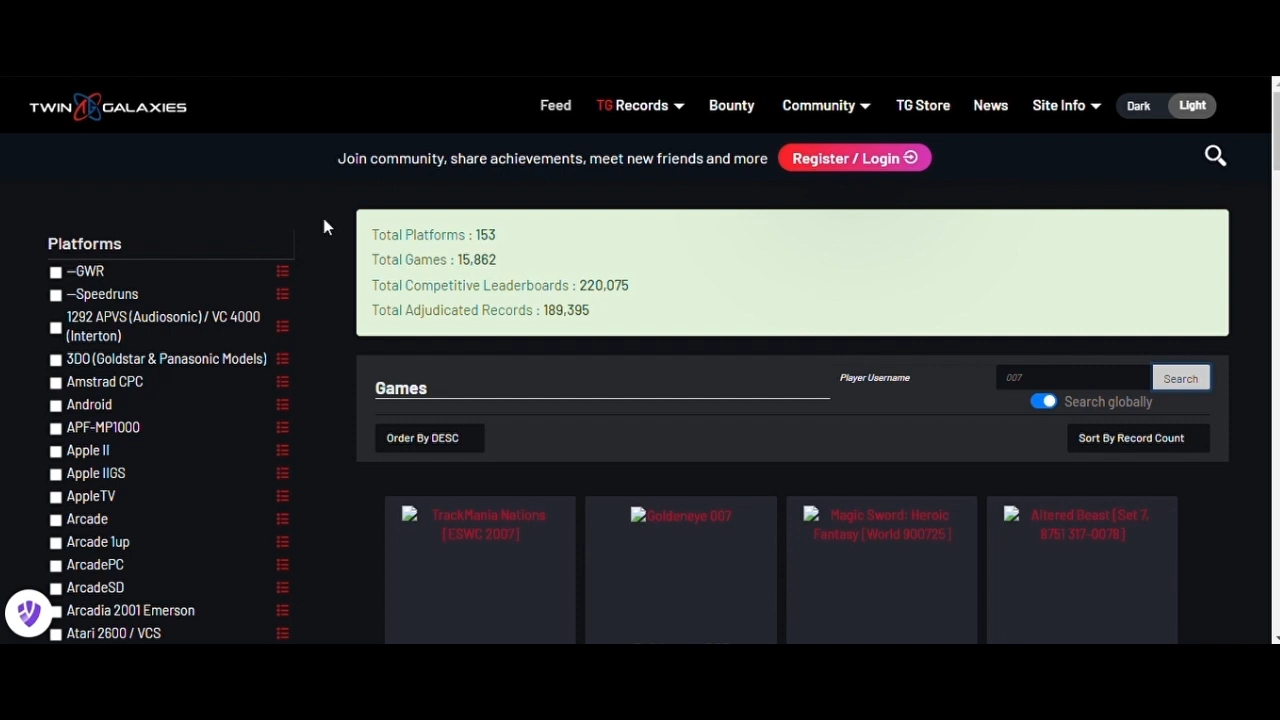 TWIN GALAXIES
Feed
TG Records
Bounty
Community
TG Store
News
Site Info
Dark
Light
Join community, share achievements, meet new friends and more
Register / Login
Platforms
--GWR
--Speedruns
1292 APVS (Audiosonic) / VC 4000
(Interton)
3DO (Goldstar & Panasonic Models)
Amstrad CPC
Android
APF-MP1000
Apple II
Apple IIGS
AppleTV
Arcade
Arcade 1up
ArcadePC
ArcadeSD
Arcadia 2001 Emerson
Atari 2600 / VCS
Total Platforms : 153
Total Games : 15,862
Total Competitive Leaderboards : 220,075
Total Adjudicated Records : 189,395
Games
Player Username
007
Search
Search globally
Order By DESC
Sort By Record Count
TrackMania Nations
[ESWC 2007]
Goldeneye 007
Magic Sword: Heroic
Fantasy [World 900725]
Altered Beast [Set 7,
8751 317-0078]